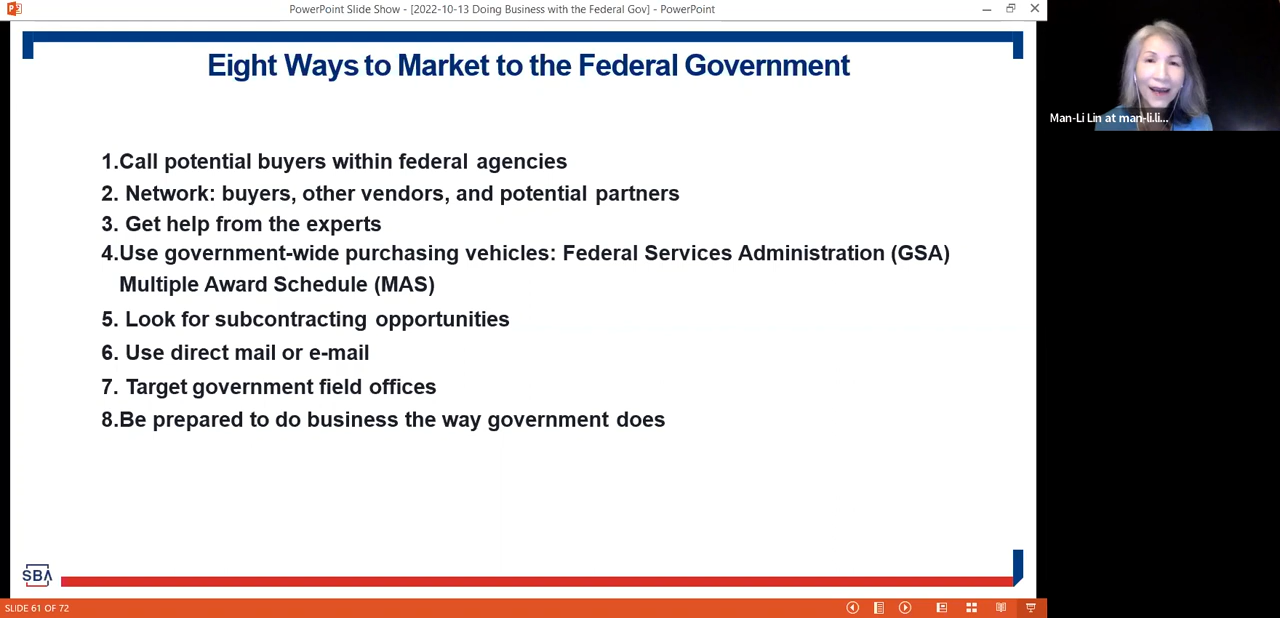 PowerPoint Slide Show - [2022-10-13 Doing Business with the Federal Gov] - PowerPoint
Eight Ways to Market to the Federal Government
1.Call potential buyers within federal agencies
2. Network: buyers, other vendors, and potential partners
3. Get help from the experts
4.Use government-wide purchasing vehicles: Federal Services Administration (GSA)
Multiple Award Schedule (MAS)
5. Look for subcontracting opportunities
6. Use direct mail or e-mail
7. Target government field offices
8.Be prepared to do business the way government does
SBA
SLIDE 61 OF 72
Man-Li Lin at man-li.li...